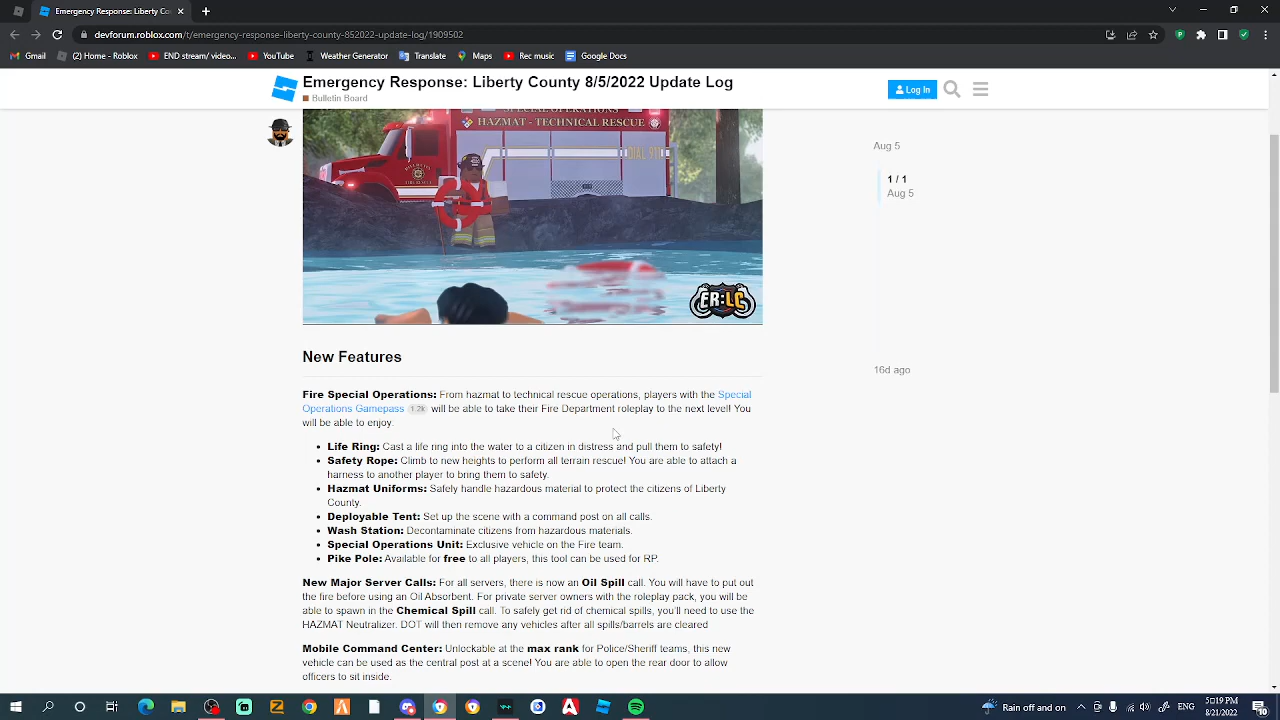 Emergency Response: Liberty Co
devforum.roblox.com/t/emergency-response-liberty-county-852022-update-log/1909502
Gmail (2) Home - Roblox END stream/ video... YouTube Weather Generator Translate Maps Rec music Google Docs
Emergency Response: Liberty County 8/5/2022 Update Log
Bulletin Board
Log In
SPECIAL OPERATIONS
HAZMAT - TECHNICAL RESCUE
DIAL 911
ER:LC
Aug 5
1 / 1
Aug 5
16d ago
New Features
Fire Special Operations: From hazmat to technical rescue operations, players with the Special
Operations Gamepass 1.2k will be able to take their Fire Department roleplay to the next level! You
will be able to enjoy:
• Life Ring: Cast a life ring into the water to a citizen in distress and pull them to safety!
• Safety Rope: Climb to new heights to perform all terrain rescue! You are able to attach a
harness to another player to bring them to safety.
• Hazmat Uniforms: Safely handle hazardous material to protect the citizens of Liberty
County.
• Deployable Tent: Set up the scene with a command post on all calls.
• Wash Station: Decontaminate citizens from hazardous materials.
• Special Operations Unit: Exclusive vehicle on the Fire team.
• Pike Pole: Available for free to all players, this tool can be used for RP.
New Major Server Calls: For all servers, there is now an Oil Spill call. You will have to put out
the fire before using an Oil Absorbent. For private server owners with the roleplay pack, you will be
able to spawn in the Chemical Spill call. To safely get rid of chemical spills, you'll need to use the
HAZMAT Neutralizer. DOT will then remove any vehicles after all spills/barrels are cleared
Mobile Command Center: Unlockable at the max rank for Police/Sheriff teams, this new
vehicle can be used as the central post at a scene! You are able to open the rear door to allow
officers to sit inside.
Rain off and on
5:19 PM
8/21/2022